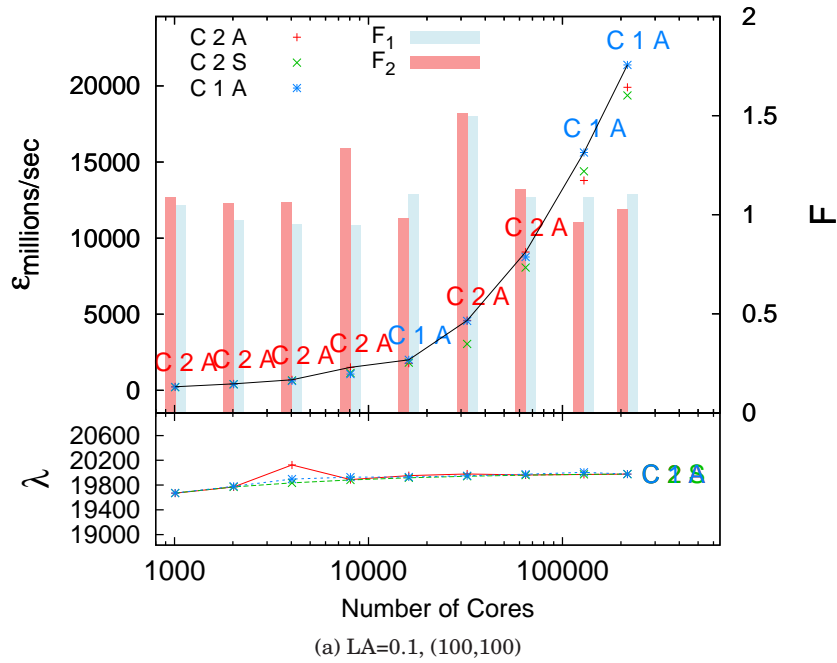 C 2 A
C 2 S
C 1 A
F1
F2
2
1.5
1
0.5
0
F
20000
15000
10000
5000
0
εmillions/sec
C 2 A
C 2 A
C 2 A
C 2 A
C 1 A
C 2 A
C 2 A
C 1 A
C 1 A
20600
20200
19800
19400
19000
λ
C 2 S
C 1 A
1000
10000
100000
Number of Cores
(a) LA=0.1, (100,100)